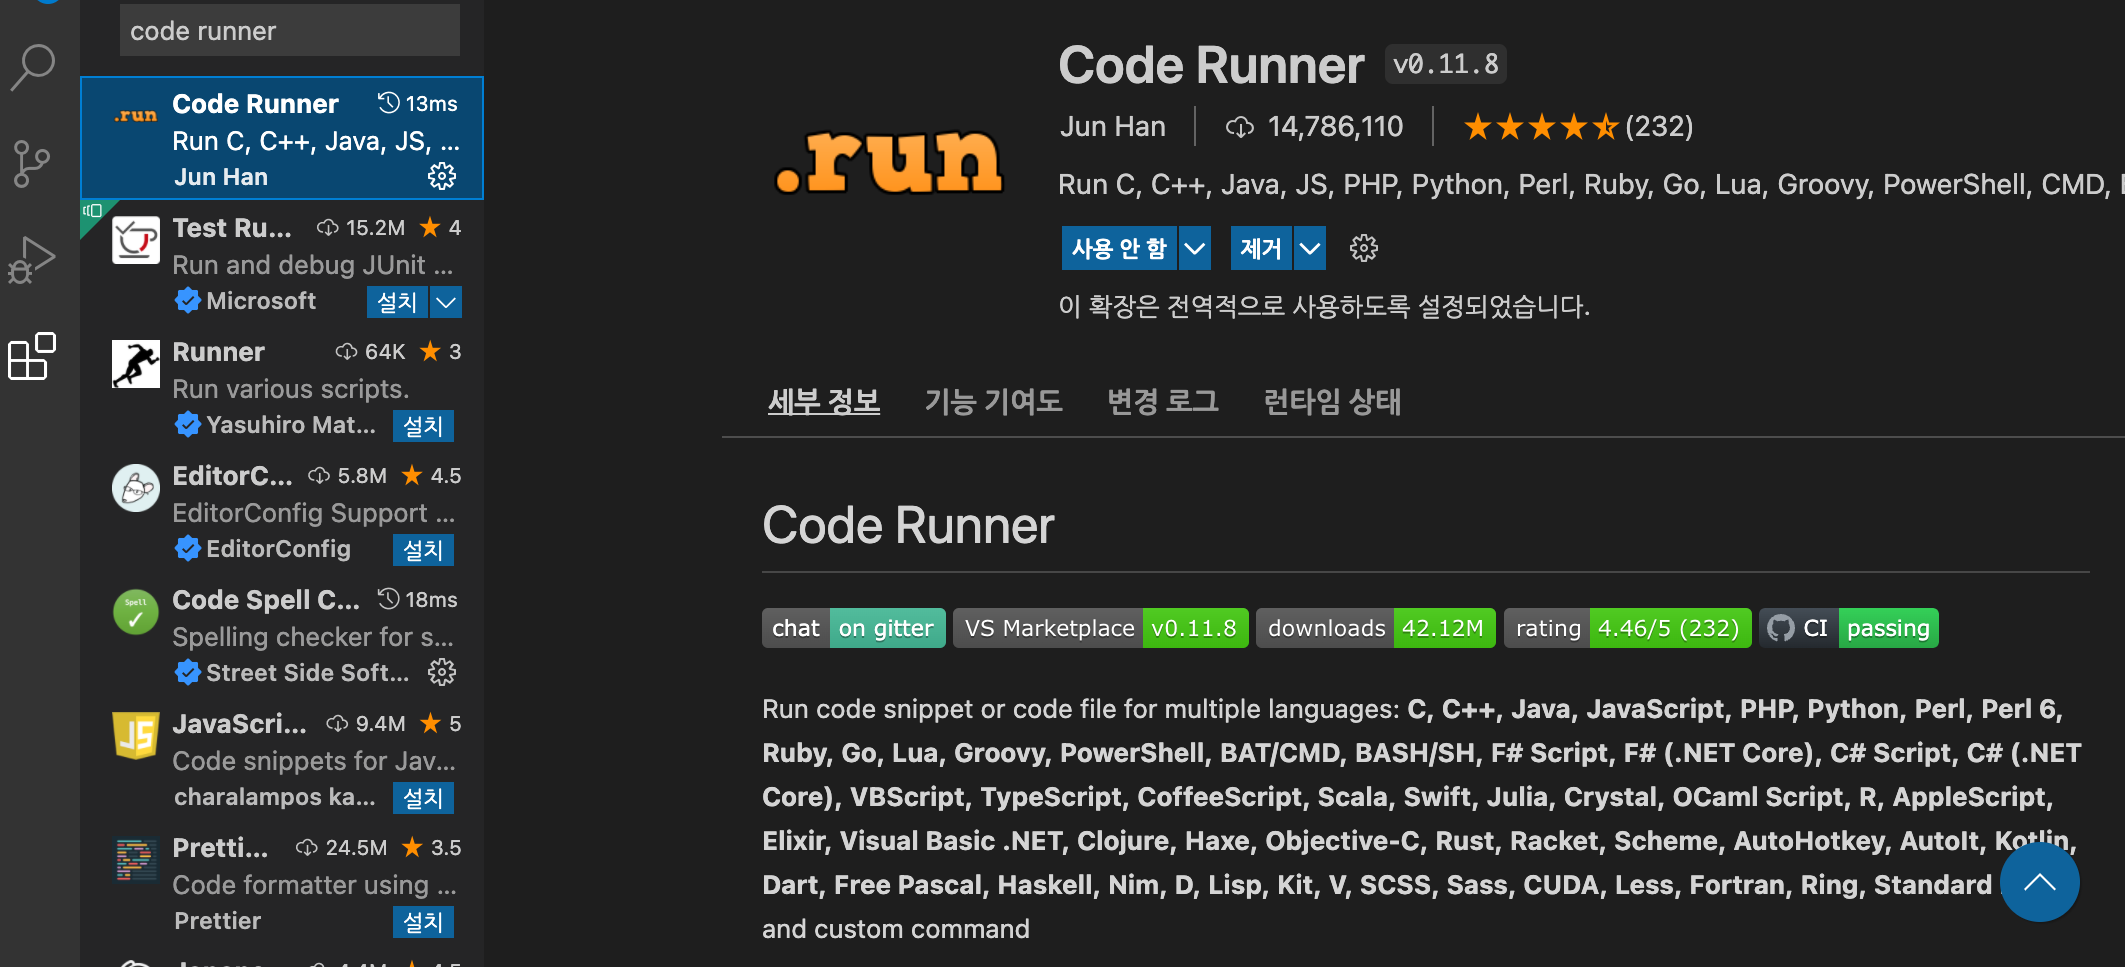 code runner
Code Runner 13ms
Run C, C++, Java, JS, ...
Jun Han
Test Ru... 15.2M 4
Run and debug JUnit ...
Microsoft 설치
Runner 64K 3
Run various scripts.
Yasuhiro Mat... 설치
EditorC... 5.8M 4.5
EditorConfig Support ...
EditorConfig 설치
Spell
Code Spell C... 18ms
Spelling checker for s...
Street Side Soft...
JS
JavaScri... 9.4M 5
Code snippets for Jav...
charalampos ka... 설치
Pretti... 24.5M 3.5
Code formatter using ...
Prettier 설치
.run
.run
Code Runner v0.11.8
Jun Han 14,786,110 (232)
Run C, C++, Java, JS, PHP, Python, Perl, Ruby, Go, Lua, Groovy, PowerShell, CMD,
사용 안 함 제거
이 확장은 전역적으로 사용하도록 설정되었습니다.
세부 정보 기능 기여도 변경 로그 런타임 상태
Code Runner
chat on gitter VS Marketplace v0.11.8 downloads 42.12M rating 4.46/5 (232) CI passing
Run code snippet or code file for multiple languages: C, C++, Java, JavaScript, PHP, Python, Perl, Perl 6,
Ruby, Go, Lua, Groovy, PowerShell, BAT/CMD, BASH/SH, F# Script, F# (.NET Core), C# Script, C# (.NET
Core), VBScript, TypeScript, CoffeeScript, Scala, Swift, Julia, Crystal, OCaml Script, R, AppleScript,
Elixir, Visual Basic .NET, Clojure, Haxe, Objective-C, Rust, Racket, Scheme, AutoHotkey, AutoIt, Kotlin,
Dart, Free Pascal, Haskell, Nim, D, Lisp, Kit, V, SCSS, Sass, CUDA, Less, Fortran, Ring, Standard
and custom command